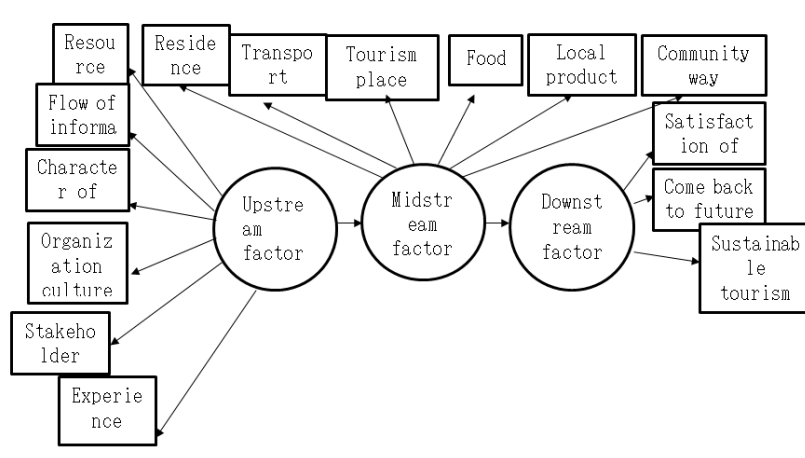 Resou
rce
Reside
nce
Transpo
rt
Tourism
place
Food
Local
product
Community
way
Flow of
informa
Characte
r of
Organiz
ation
culture
Stakeho
lder
Experie
nce
Upstre
am
factor
Midstr
eam
factor
Downst
ream
factor
Satisfact
ion of
Come back
to future
Sustainab
le
tourism